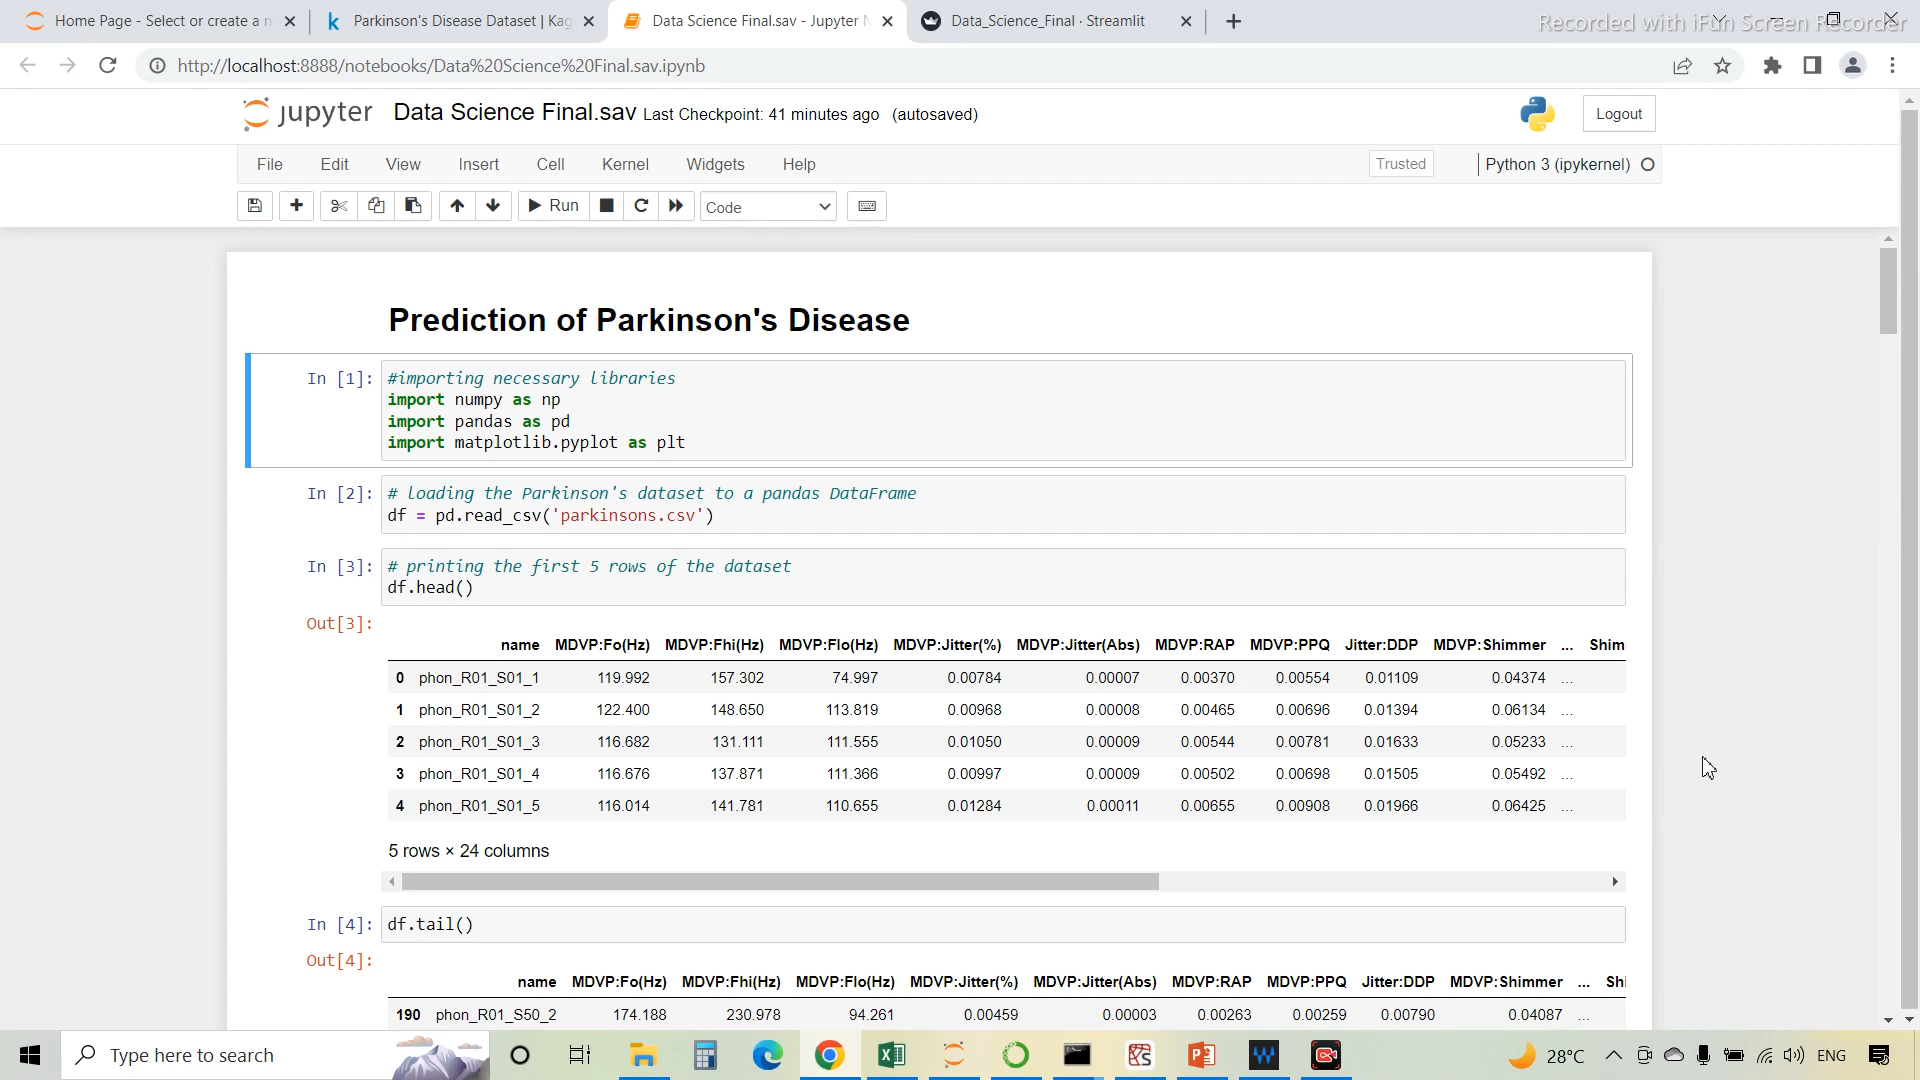 Home Page - Select or create a n
Parkinson's Disease Dataset | Kag
Data Science Final.sav - Jupyter N
Data_Science_Final · Streamlit
Recorded with iFun Screen Recorder
http://localhost:8888/notebooks/Data%20Science%20Final.sav.ipynb
jupyter Data Science Final.sav Last Checkpoint: 41 minutes ago (autosaved)
Logout
File Edit View Insert Cell Kernel Widgets Help
Trusted
Python 3 (ipykernel)
Run
Code
Prediction of Parkinson's Disease
In [1]: #importing necessary libraries
import numpy as np
import pandas as pd
import matplotlib.pyplot as plt
In [2]: # loading the Parkinson's dataset to a pandas DataFrame
df = pd.read_csv('parkinsons.csv')
In [3]: # printing the first 5 rows of the dataset
df.head()
Out[3]:
name MDVP:Fo(Hz) MDVP:Fhi(Hz) MDVP:Flo(Hz) MDVP:Jitter(%) MDVP:Jitter(Abs) MDVP:RAP MDVP:PPQ Jitter:DDP MDVP:Shimmer ... Shim
0 phon_R01_S01_1 119.992 157.302 74.997 0.00784 0.00007 0.00370 0.00554 0.01109 0.04374 ...
1 phon_R01_S01_2 122.400 148.650 113.819 0.00968 0.00008 0.00465 0.00696 0.01394 0.06134 ...
2 phon_R01_S01_3 116.682 131.111 111.555 0.01050 0.00009 0.00544 0.00781 0.01633 0.05233 ...
3 phon_R01_S01_4 116.676 137.871 111.366 0.00997 0.00009 0.00502 0.00698 0.01505 0.05492 ...
4 phon_R01_S01_5 116.014 141.781 110.655 0.01284 0.00011 0.00655 0.00908 0.01966 0.06425 ...
5 rows × 24 columns
In [4]: df.tail()
Out[4]:
name MDVP:Fo(Hz) MDVP:Fhi(Hz) MDVP:Flo(Hz) MDVP:Jitter(%) MDVP:Jitter(Abs) MDVP:RAP MDVP:PPQ Jitter:DDP MDVP:Shimmer ... Shi
190 phon_R01_S50_2 174.188 230.978 94.261 0.00459 0.00003 0.00263 0.00259 0.00790 0.04087 ...
Type here to search
28°C
ENG